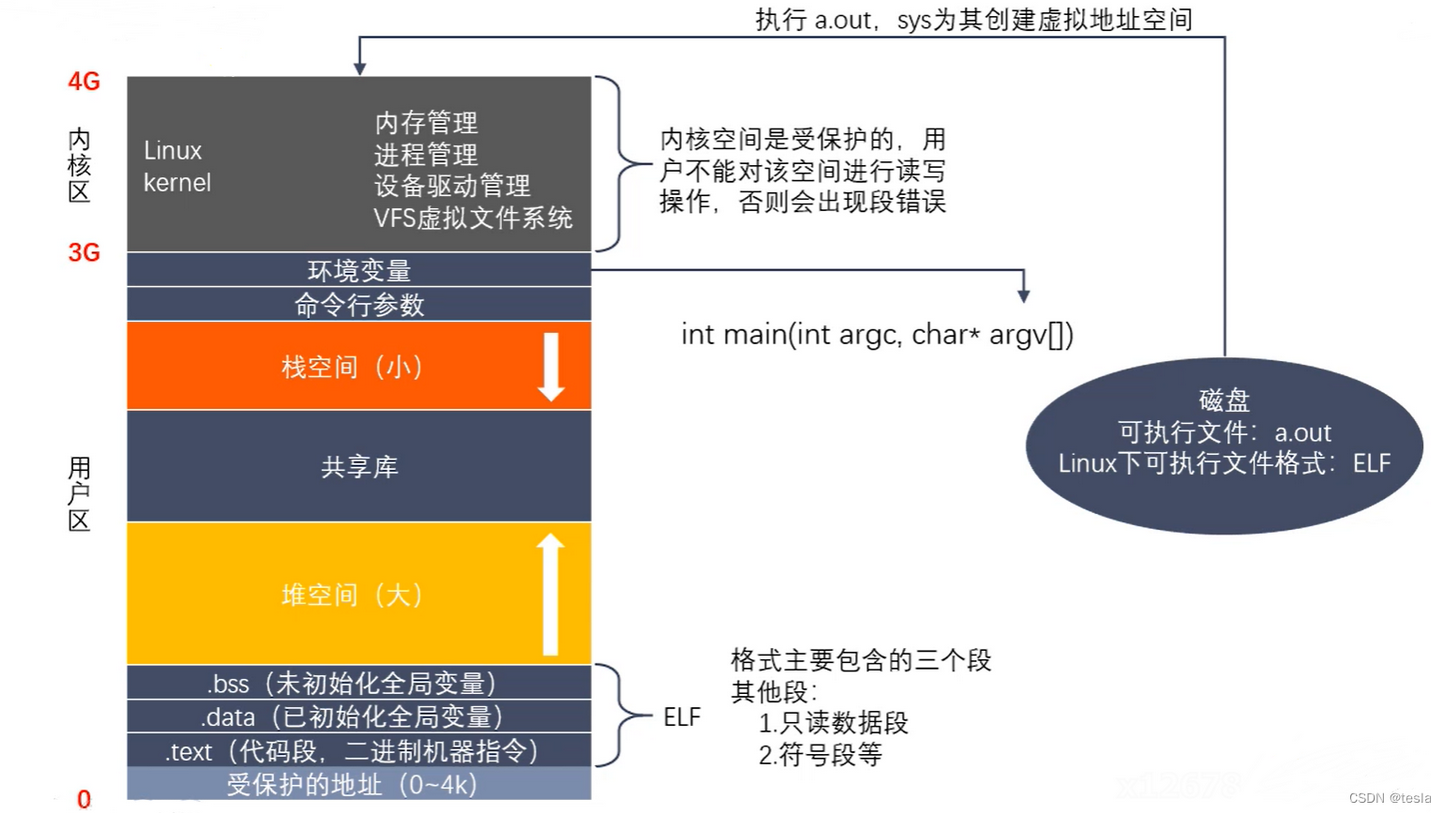 执行 a.out，sys为其创建虚拟地址空间
4G
内核区
Linux
kernel
内存管理
进程管理
设备驱动管理
VFS虚拟文件系统
内核空间是受保护的，用
户不能对该空间进行读写
操作，否则会出现段错误
3G
环境变量
命令行参数
int main(int argc, char* argv[])
栈空间（小）
磁盘
可执行文件：a.out
Linux下可执行文件格式：ELF
用户区
共享库
堆空间（大）
.bss（未初始化全局变量）
.data（已初始化全局变量）
.text（代码段，二进制机器指令）
ELF
格式主要包含的三个段
其他段：
1.只读数据段
2.符号段等
受保护的地址（0~4k）
0
CSDN @tesla